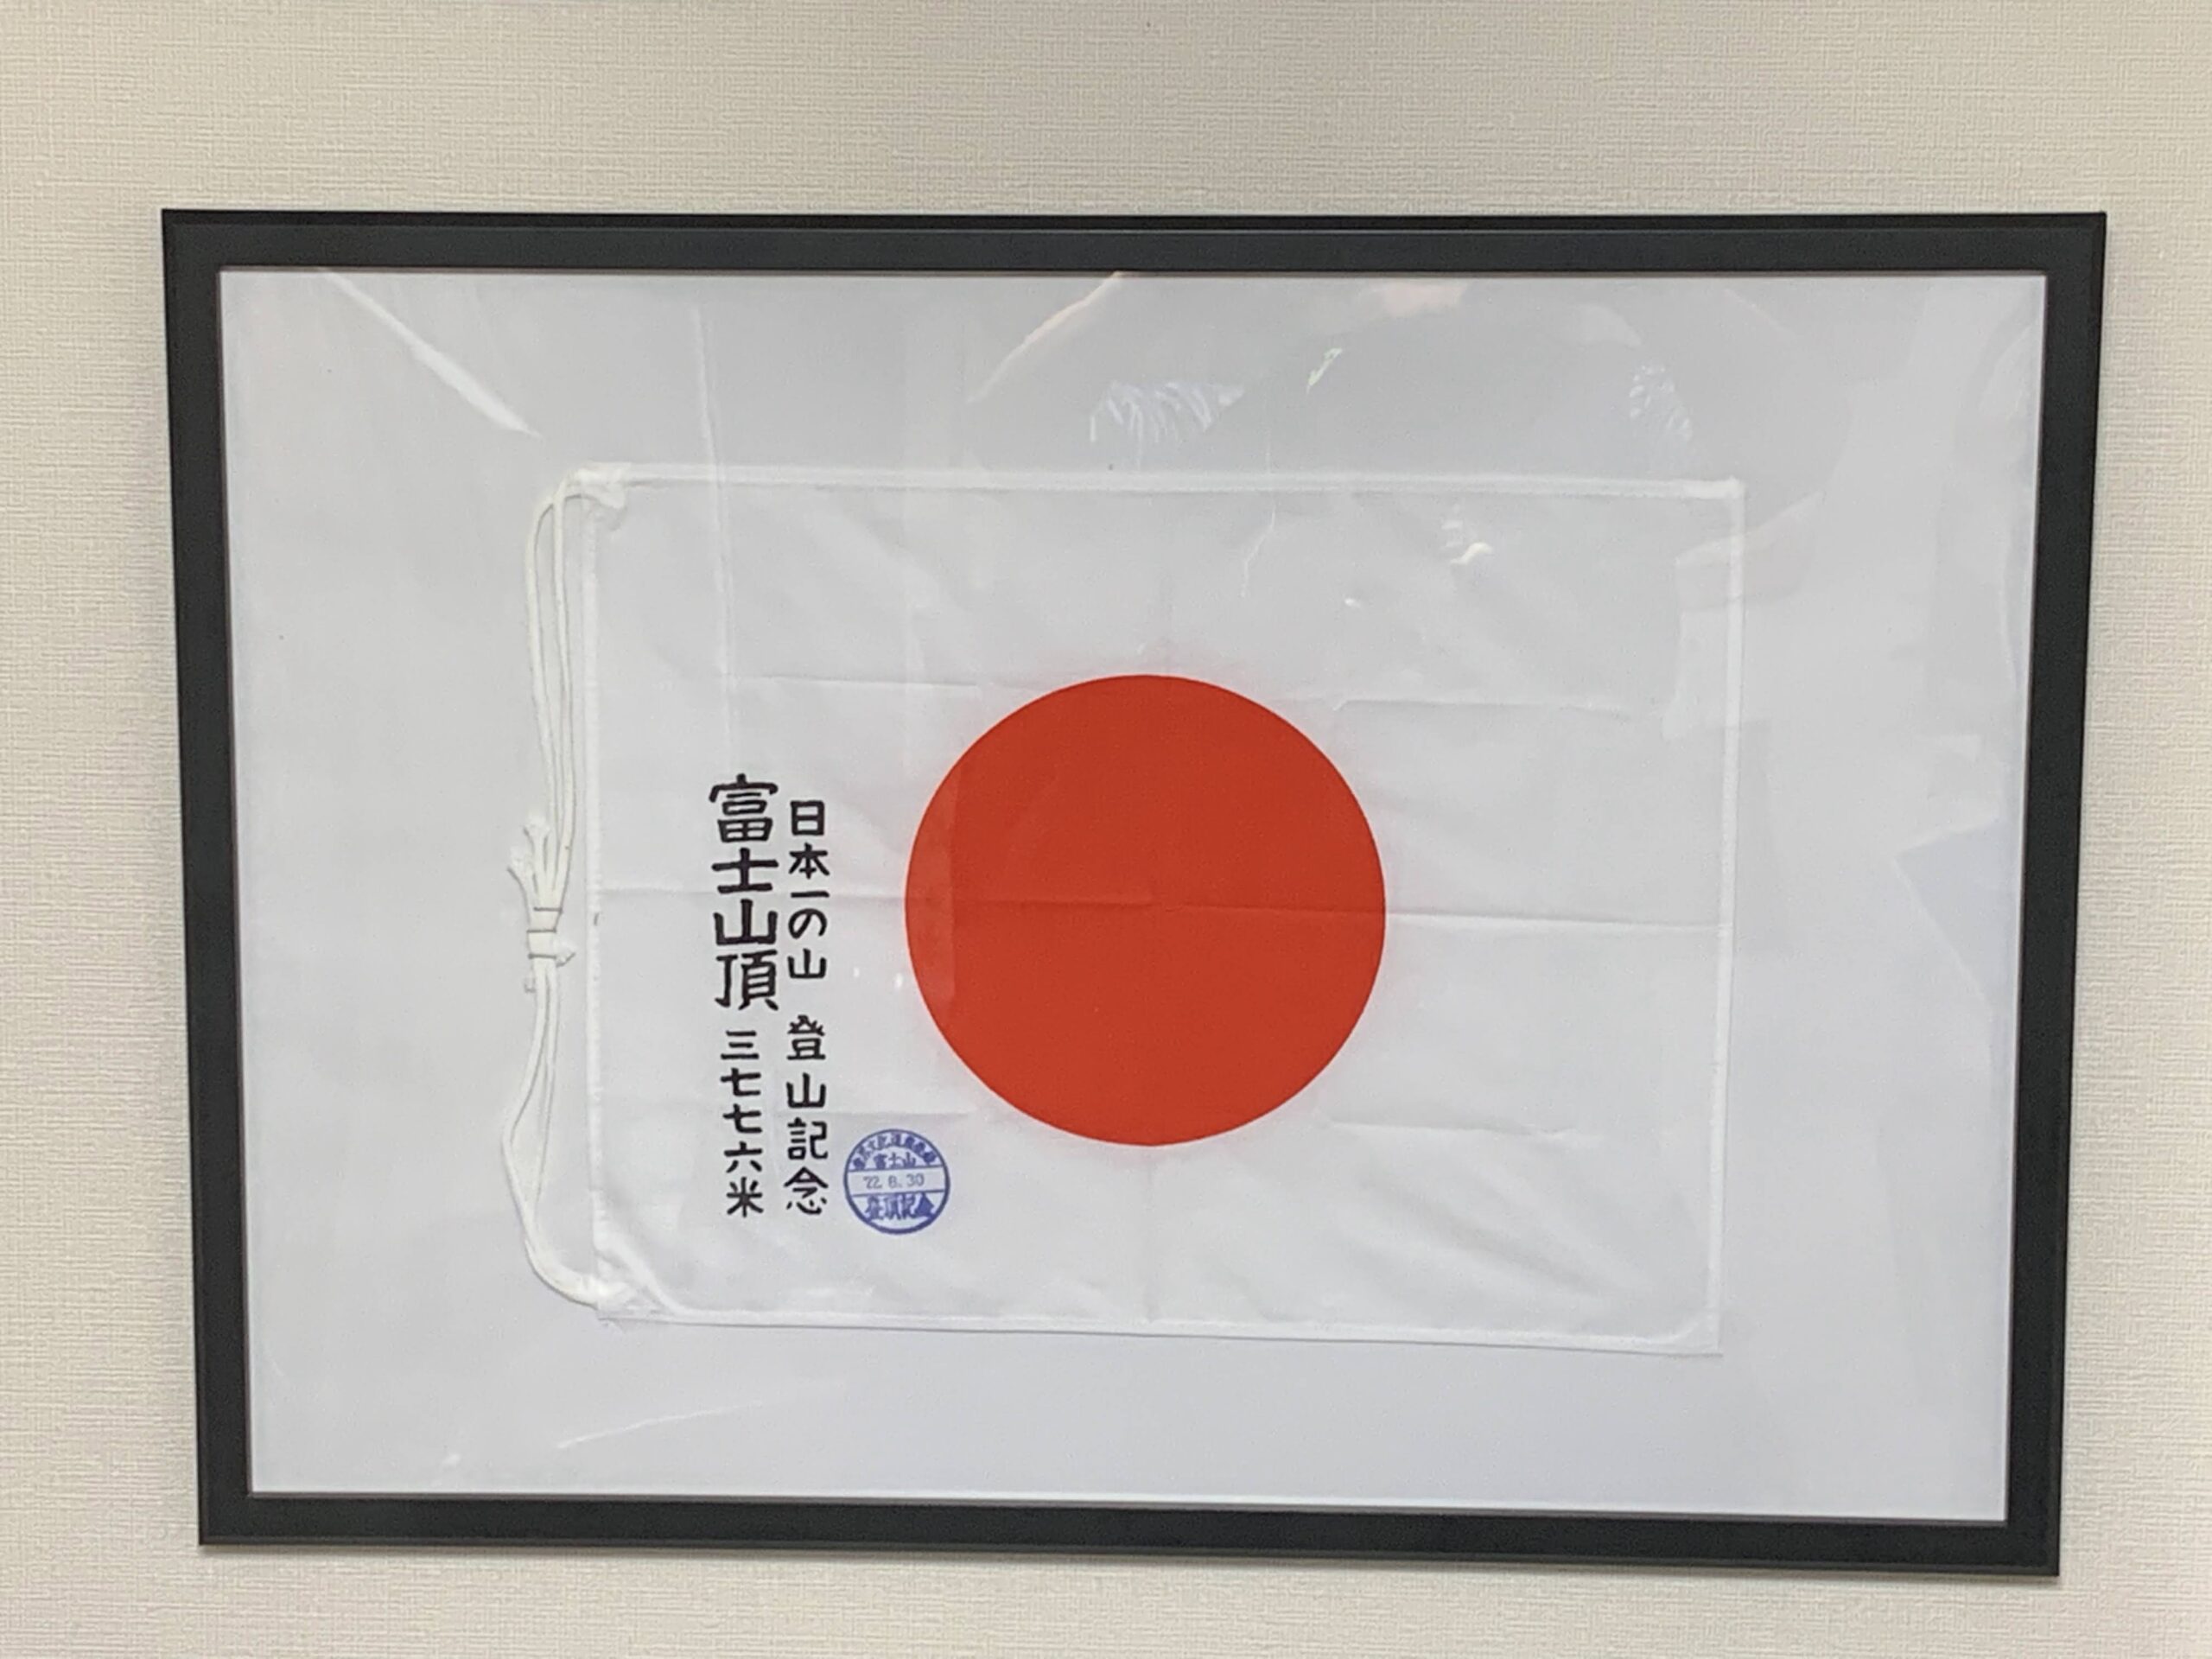 日本一の山 登山記念
富士山頂 三七七六米
富士山
22.8.30
登頂記念